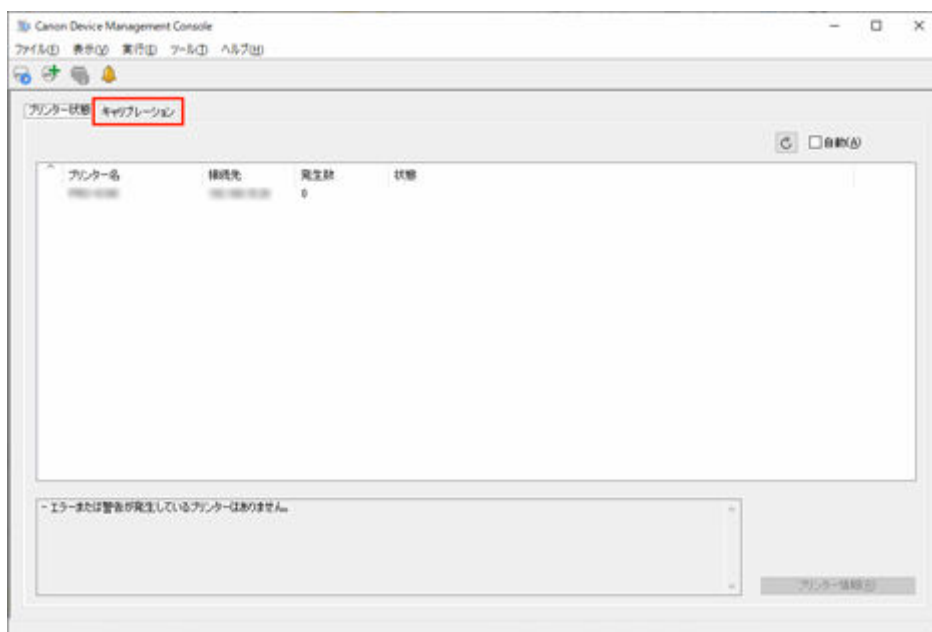 Canon Device Management Console
ファイル(F) 表示(V) 実行(E) ツール(T) ヘルプ(H)
プリンター状態 キャリブレーション
自動(A)
プリンター名 接続先 発生数 状態
0
- エラーまたは警告が発生しているプリンターはありません。
プリンター情報(R)